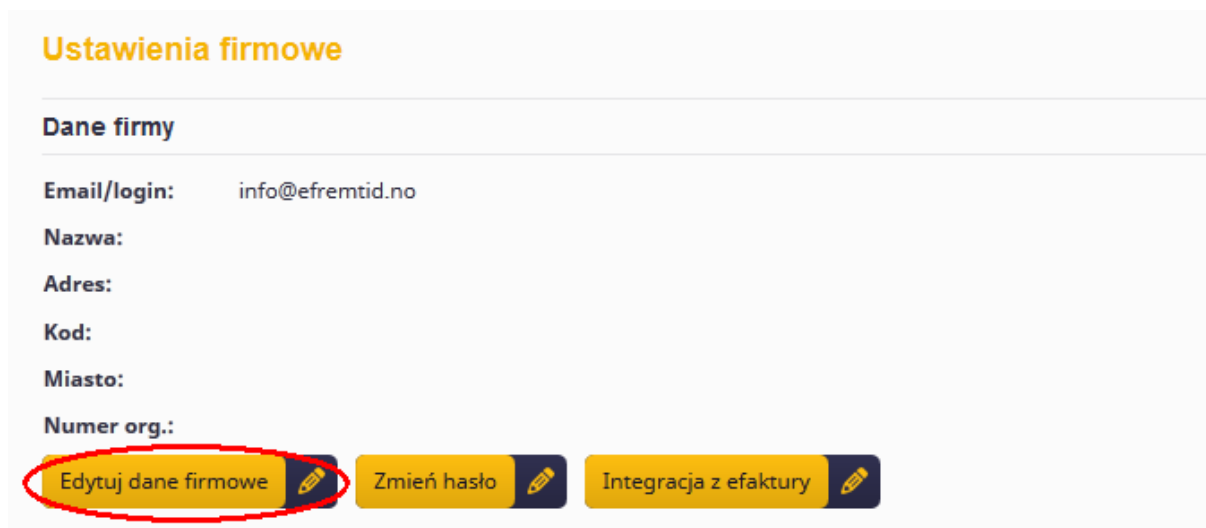 Ustawienia firmowe
Dane firmy
Email/login: info@efremtid.no
Nazwa:
Adres:
Kod:
Miasto:
Numer org.:
Edytuj dane firmowe Zmień hasło Integracja z efaktury